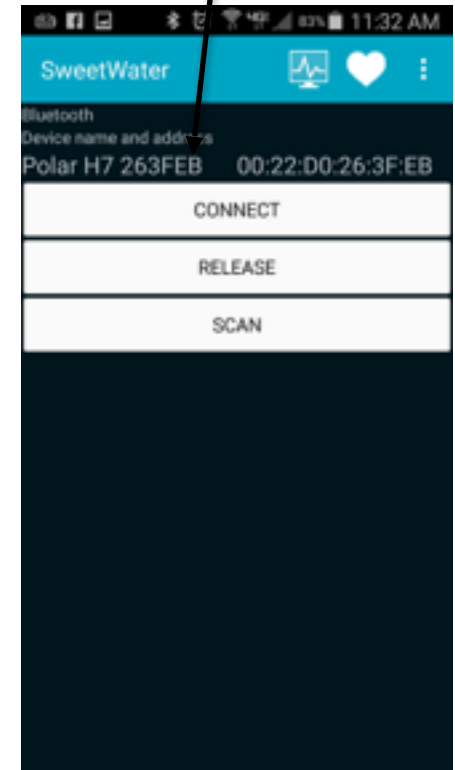 83% 11:32 AM
SweetWater
Bluetooth
Device name and address
Polar H7 263FEB 00:22:D0:26:3F:EB
CONNECT
RELEASE
SCAN